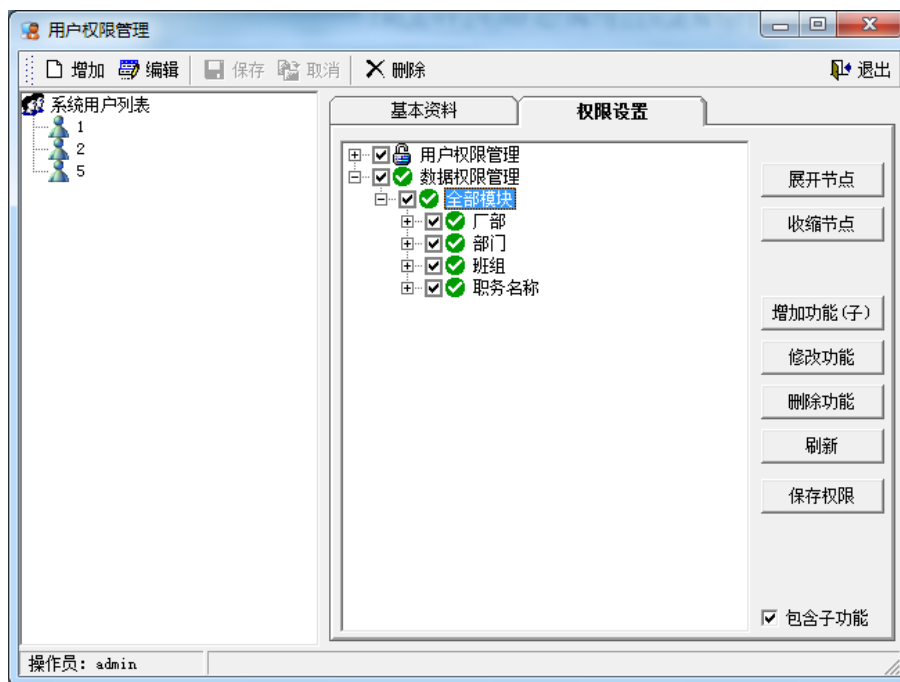 用户权限管理
增加 编辑 保存 取消 删除 退出
系统用户列表
1
2
5
基本资料 权限设置
用户权限管理
数据权限管理
全部模块
厂部
部门
班组
职务名称
展开节点
收缩节点
增加功能(子)
修改功能
删除功能
刷新
保存权限
包含子功能
操作员: admin